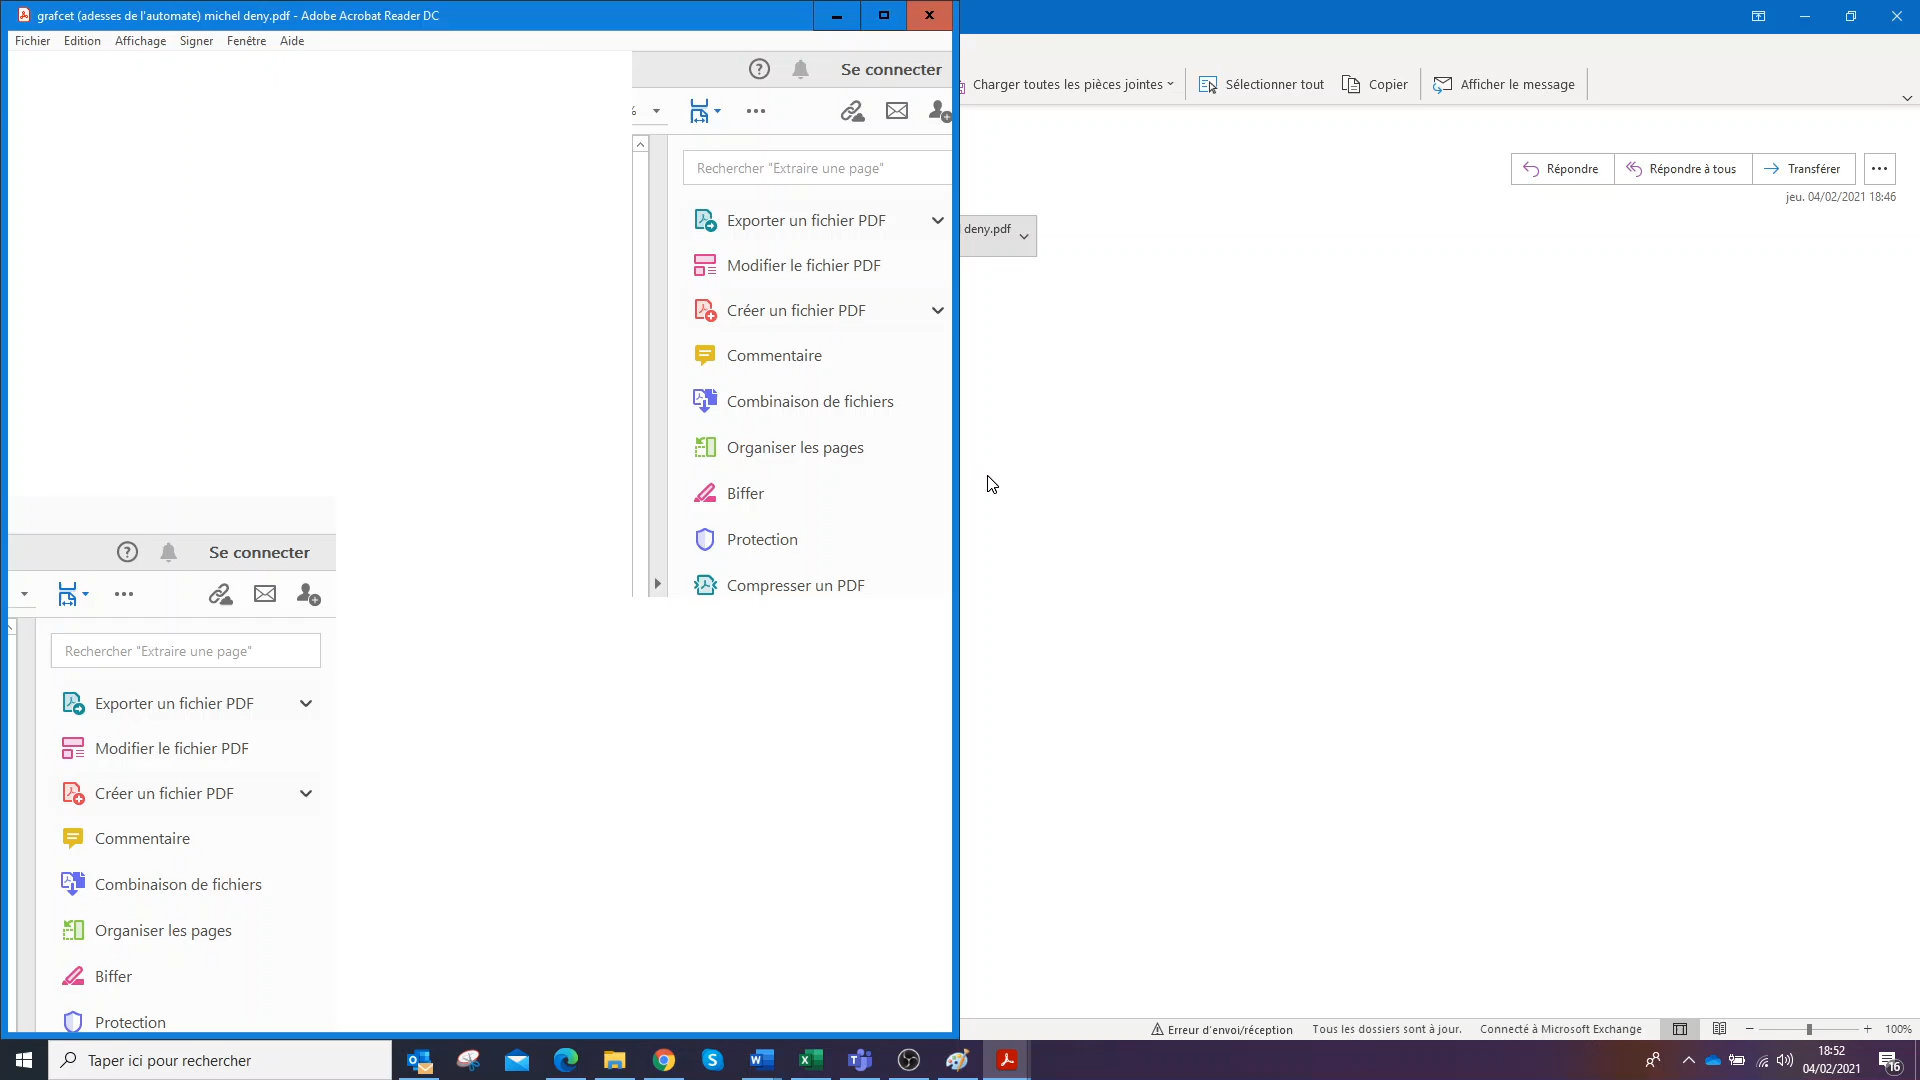 grafcet (adesses de l'automate) michel deny.pdf - Adobe Acrobat Reader DC
Fichier Edition Affichage Signer Fenêtre Aide
Se connecter
Rechercher "Extraire une page"
Exporter un fichier PDF
Modifier le fichier PDF
Créer un fichier PDF
Commentaire
Combinaison de fichiers
Organiser les pages
Biffer
Protection
Compresser un PDF
Se connecter
Rechercher "Extraire une page"
Exporter un fichier PDF
Modifier le fichier PDF
Créer un fichier PDF
Commentaire
Combinaison de fichiers
Organiser les pages
Biffer
Protection
Charger toutes les pièces jointes Sélectionner tout Copier Afficher le message
Répondre Répondre à tous Transférer
jeu. 04/02/2021 18:46
deny.pdf
Erreur d'envoi/réception Tous les dossiers sont à jour. Connecté à Microsoft Exchange 100%
Taper ici pour rechercher
18:52
04/02/2021
16